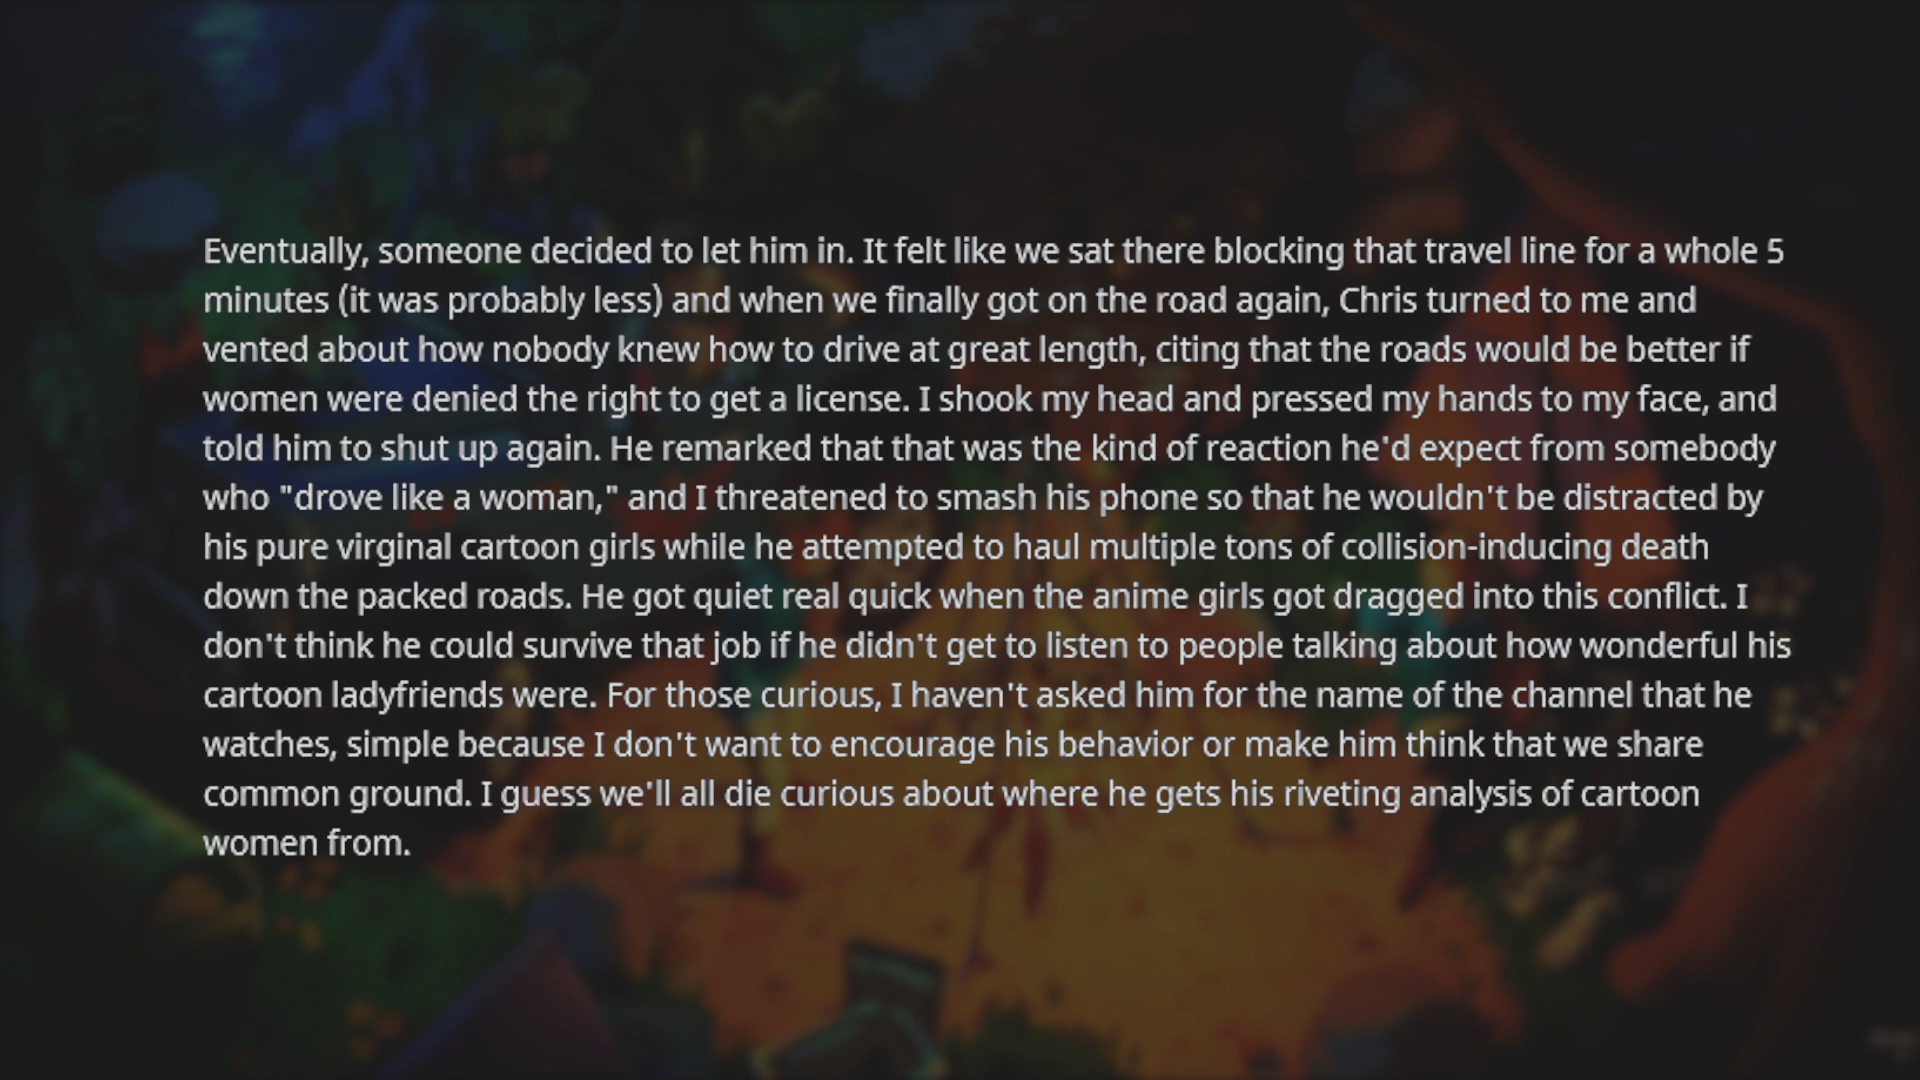 Eventually, someone decided to let him in. It felt like we sat there blocking that travel line for a whole 5
minutes (it was probably less) and when we finally got on the road again, Chris turned to me and
vented about how nobody knew how to drive at great length, citing that the roads would be better if
women were denied the right to get a license. I shook my head and pressed my hands to my face, and
told him to shut up again. He remarked that that was the kind of reaction he'd expect from somebody
who "drove like a woman," and I threatened to smash his phone so that he wouldn't be distracted by
his pure virginal cartoon girls while he attempted to haul multiple tons of collision-inducing death
down the packed roads. He got quiet real quick when the anime girls got dragged into this conflict. I
don't think he could survive that job if he didn't get to listen to people talking about how wonderful his
cartoon ladyfriends were. For those curious, I haven't asked him for the name of the channel that he
watches, simple because I don't want to encourage his behavior or make him think that we share
common ground. I guess we'll all die curious about where he gets his riveting analysis of cartoon
women from.